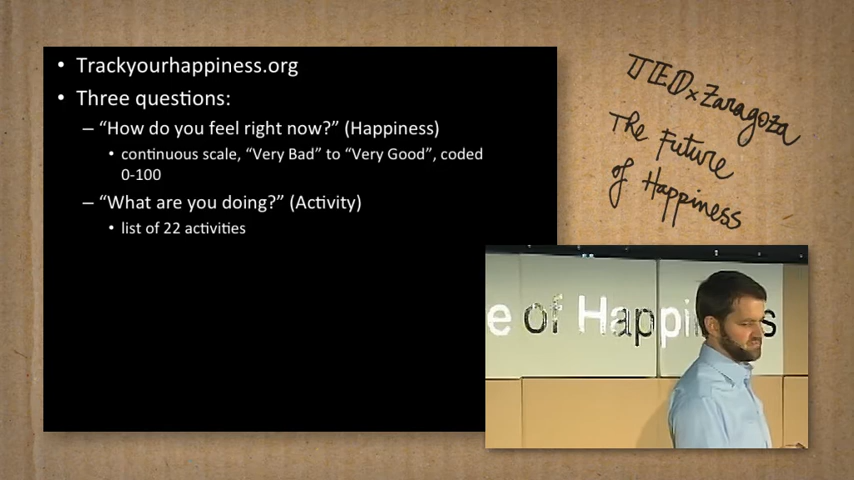 • Trackyourhappiness.org
• Three questions:
– “How do you feel right now?” (Happiness)
• continuous scale, “Very Bad” to “Very Good”, coded
0-100
– “What are you doing?” (Activity)
• list of 22 activities
TEDxZaragoza
The Future
of Happiness
e of Happi s